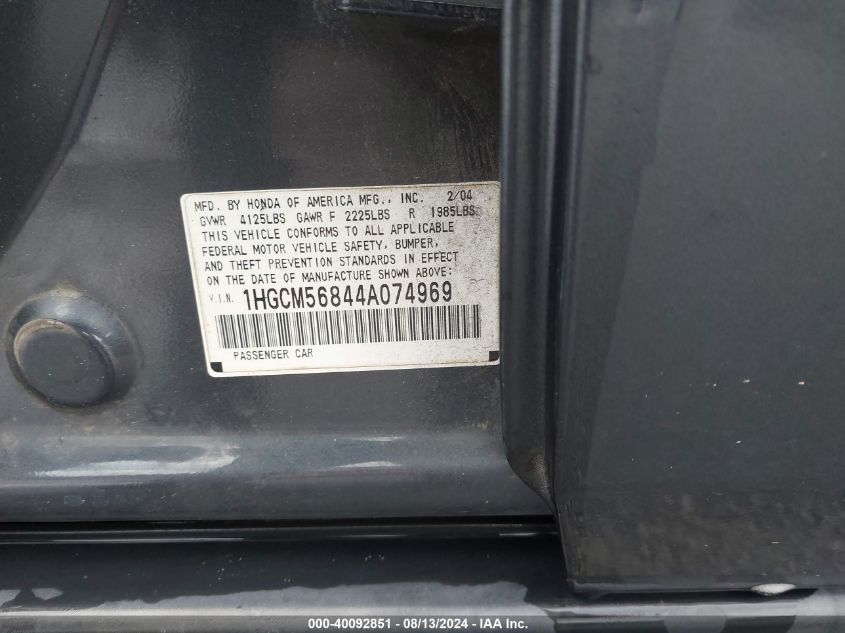 MFD. BY HONDA OF AMERICA MFG., INC. 2/04
GVWR 4125LBS GAWR F 2225LBS R 1985LBS
THIS VEHICLE CONFORMS TO ALL APPLICABLE
FEDERAL MOTOR VEHICLE SAFETY, BUMPER,
AND THEFT PREVENTION STANDARDS IN EFFECT
ON THE DATE OF MANUFACTURE SHOWN ABOVE:
V.I.N. 1HGCM56844A074969
PASSENGER CAR
000-40092851 - 08/13/2024 - IAA Inc.